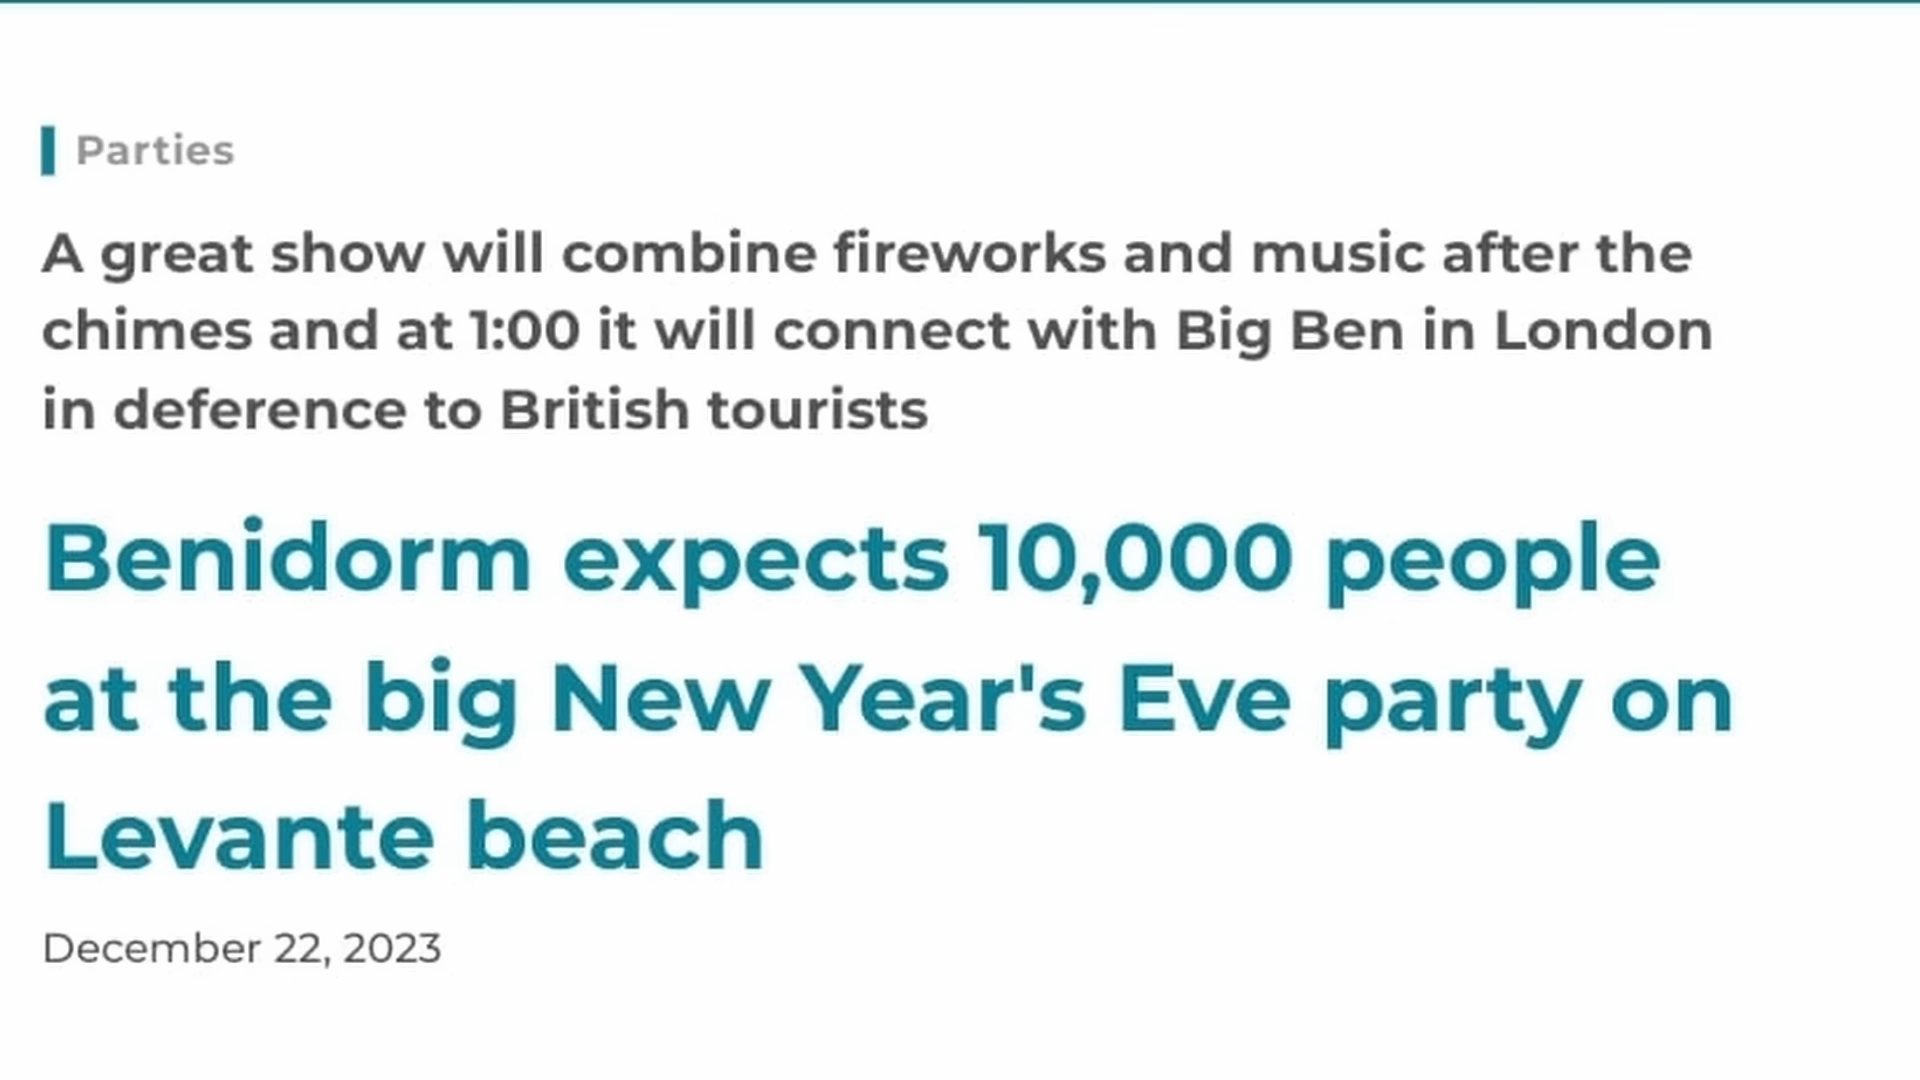 Parties
A great show will combine fireworks and music after the
chimes and at 1:00 it will connect with Big Ben in London
in deference to British tourists
Benidorm expects 10,000 people
at the big New Year's Eve party on
Levante beach
December 22, 2023